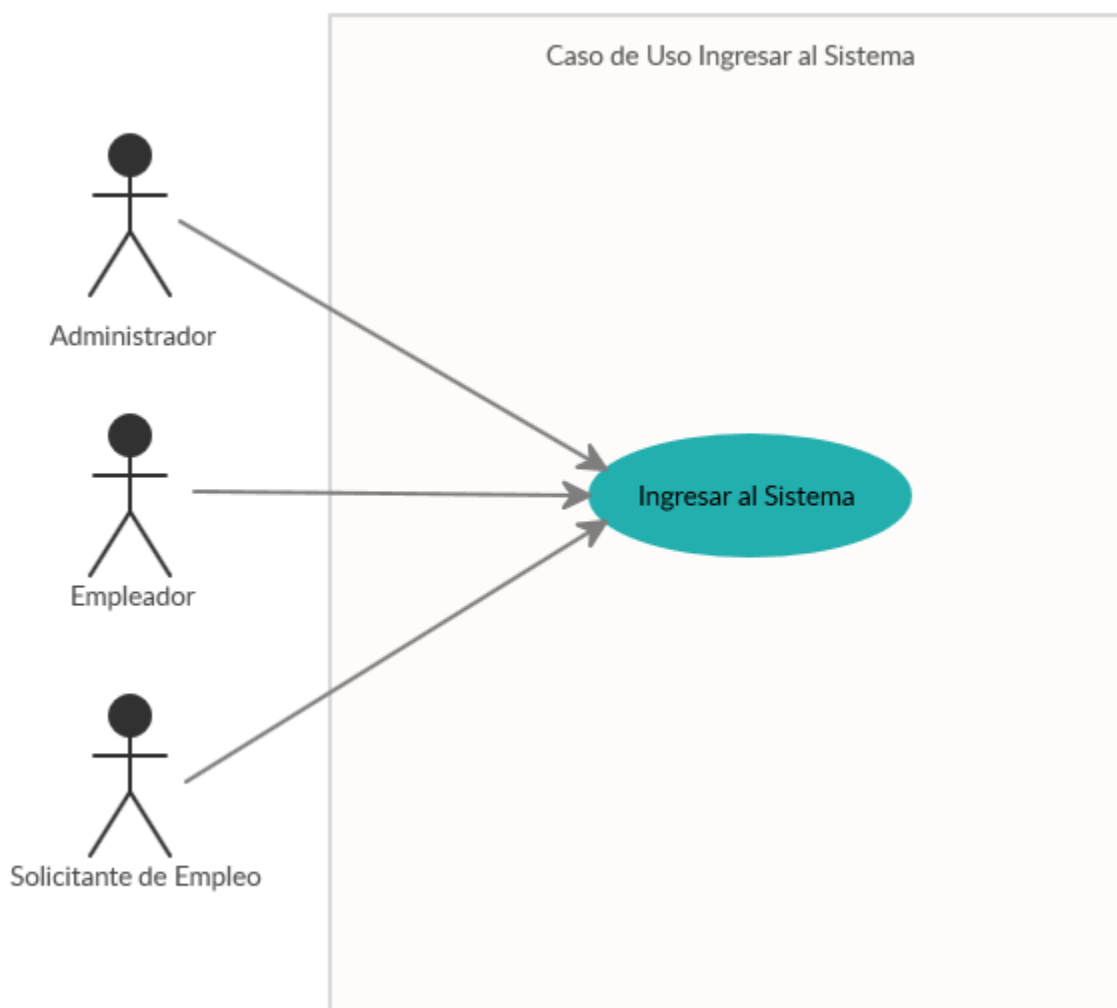 Caso de Uso Ingresar al Sistema
Administrador
Ingresar al Sistema
Empleador
Solicitante de Empleo